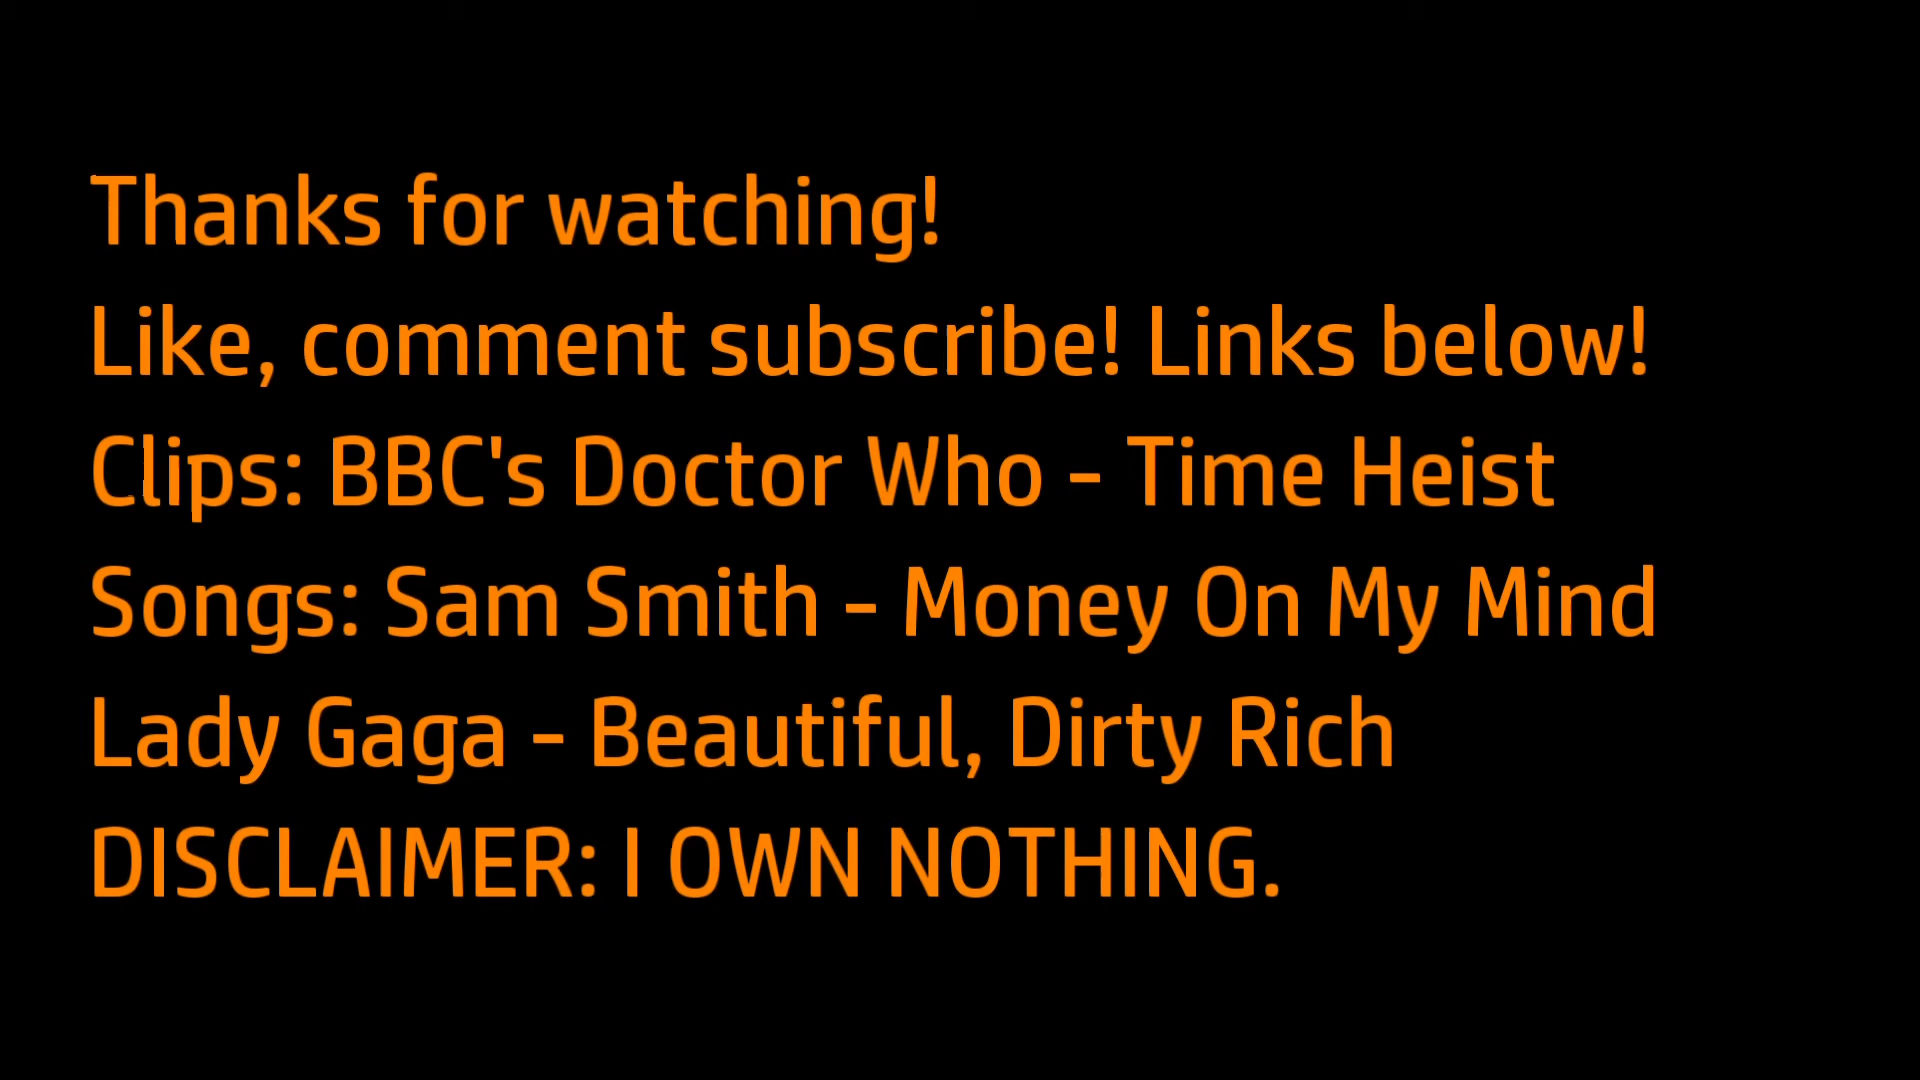 Thanks for watching!
Like, comment subscribe! Links below!
Clips: BBC's Doctor Who - Time Heist
Songs: Sam Smith - Money On My Mind
Lady Gaga - Beautiful, Dirty Rich
DISCLAIMER: I OWN NOTHING.